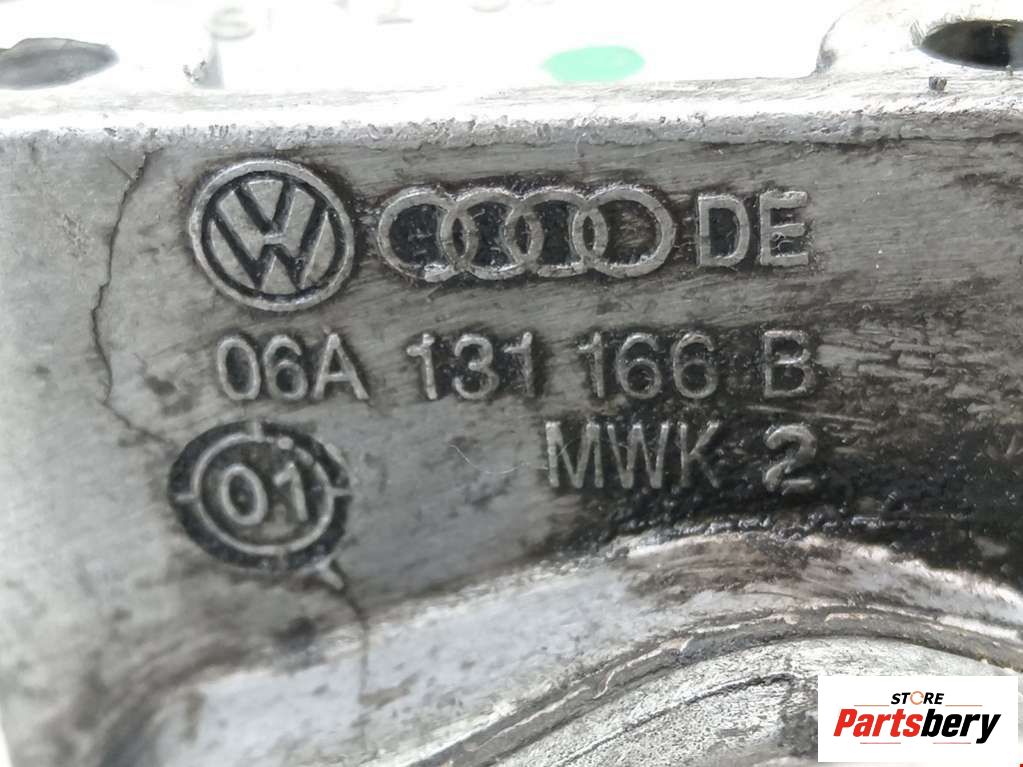 DE
06A 131 166 B
MWK 2
01
STORE
Partsbery